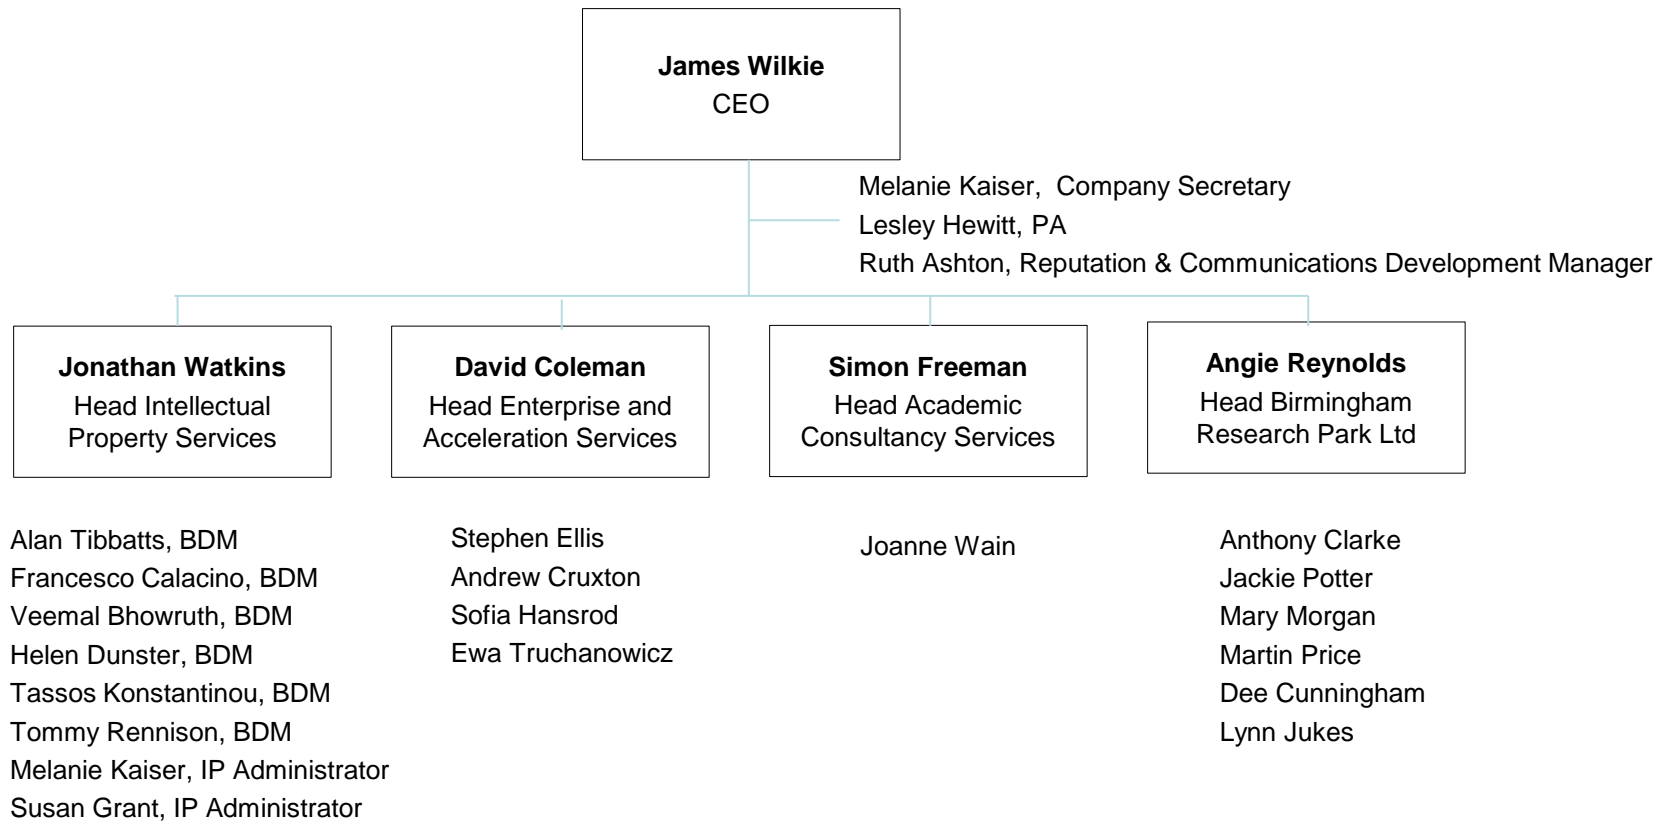 James Wilkie
CEO
Melanie Kaiser,  Company Secretary
Lesley Hewitt, PA
Ruth Ashton, Reputation & Communications Development Manager
Jonathan Watkins
Head Intellectual
Property Services
David Coleman
Head Enterprise and
Acceleration Services
Simon Freeman
Head Academic
Consultancy Services
Angie Reynolds
Head Birmingham
Research Park Ltd
Alan Tibbatts, BDM
Francesco Calacino, BDM
Veemal Bhowruth, BDM
Helen Dunster, BDM
Tassos Konstantinou, BDM
Tommy Rennison, BDM
Melanie Kaiser, IP Administrator
Susan Grant, IP Administrator
Stephen Ellis
Andrew Cruxton
Sofia Hansrod
Ewa Truchanowicz
Joanne Wain
Anthony Clarke
Jackie Potter
Mary Morgan
Martin Price
Dee Cunningham
Lynn Jukes